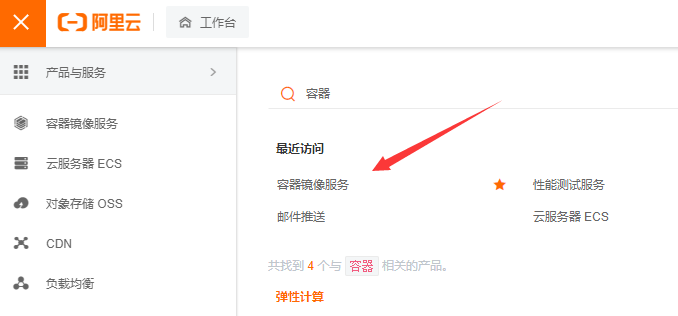 阿里云 工作台
产品与服务
容器镜像服务
云服务器 ECS
对象存储 OSS
CDN
负载均衡
容器
最近访问
容器镜像服务 性能测试服务
邮件推送 云服务器 ECS
共找到 4 个与 容器 相关的产品。
弹性计算